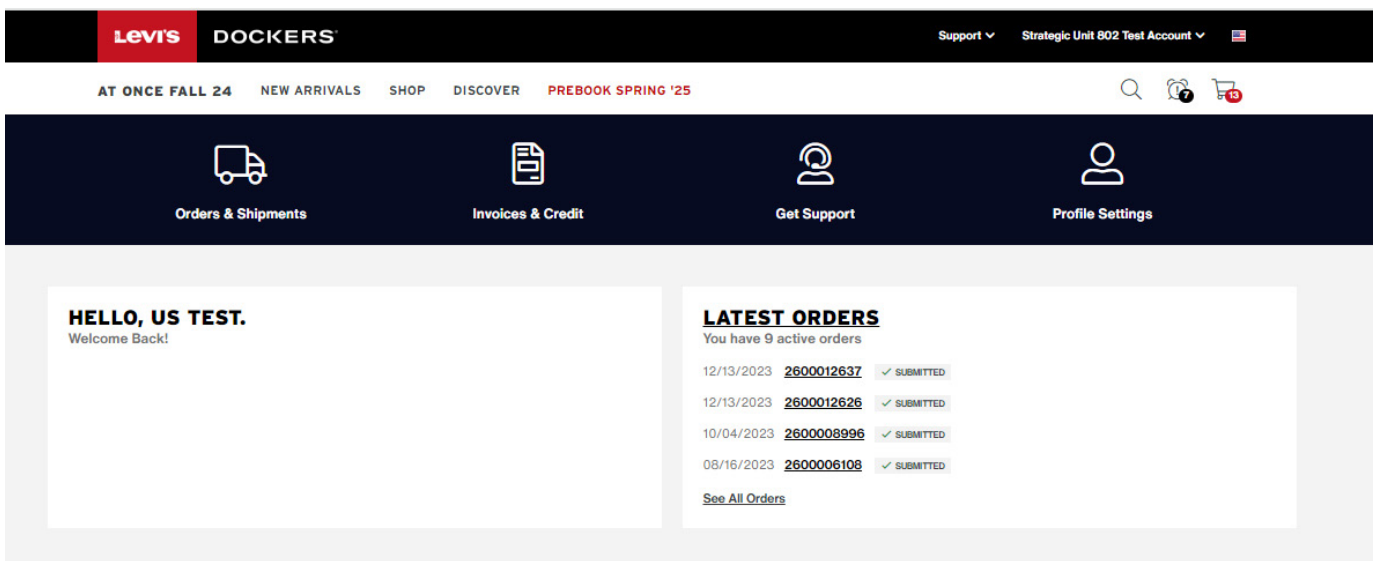 Levi's DOCKERS® Support Strategic Unit 802 Test Account
AT ONCE FALL 24 NEW ARRIVALS SHOP DISCOVER PREBOOK SPRING '25 7 13
Orders & Shipments Invoices & Credit Get Support Profile Settings
HELLO, US TEST.
Welcome Back!
LATEST ORDERS
You have 9 active orders
12/13/2023 2600012637 ✓ SUBMITTED
12/13/2023 2600012626 ✓ SUBMITTED
10/04/2023 2600008996 ✓ SUBMITTED
08/16/2023 2600006108 ✓ SUBMITTED
See All Orders